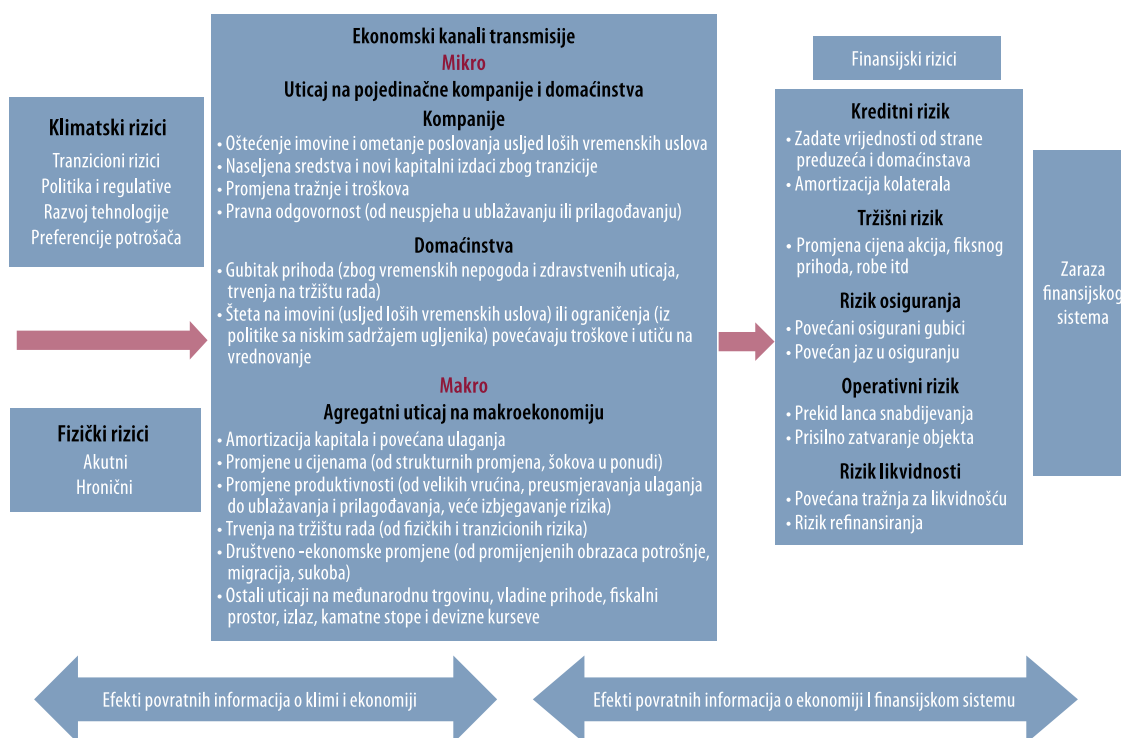 Klimatski rizici
Tranzicioni rizici
Politika i regulative
Razvoj tehnologije
Preferencije potrošača
Fizički rizici
Akutni
Hronični
Ekonomski kanali transmisije
Mikro
Uticaj na pojedinačne kompanije i domaćinstva
Kompanije
• Oštećenje imovine i ometanje poslovanja usljed loših vremenskih uslova
• Naseljena sredstva i novi kapitalni izdaci zbog tranzicije
• Promjena tražnje i troškova
• Pravna odgovornost (od neuspjeha u ublažavanju ili prilagođavanju)
Domaćinstva
• Gubitak prihoda (zbog vremenskih nepogoda i zdravstvenih uticaja,
trvenja na tržištu rada)
• Šteta na imovini (usljed loših vremenskih uslova) ili ograničenja (iz
politike sa niskim sadržajem ugljenika) povećavaju troškove i utiču na
vrednovanje
Makro
Agregatni uticaj na makroekonomiju
• Amortizacija kapitala i povećana ulaganja
• Promjene u cijenama (od strukturnih promjena, šokova u ponudi)
• Promjene produktivnosti (od velikih vrućina, preusmjeravanja ulaganja
do ublažavanja i prilagođavanja, veće izbjegavanje rizika)
• Trvenja na tržištu rada (od fizičkih i tranzicionih rizika)
• Društveno -ekonomske promjene (od promijenjenih obrazaca potrošnje,
migracija, sukoba)
• Ostali uticaji na međunarodnu trgovinu, vladine prihode, fiskalni
prostor, izlaz, kamatne stope i devizne kurseve
Finansijski rizici
Kreditni rizik
• Zadate vrijednosti od strane
preduzeća i domaćinstava
• Amortizacija kolaterala
Tržišni rizik
• Promjena cijena akcija, fiksnog
prihoda, robe itd
Rizik osiguranja
• Povećani osigurani gubici
• Povećan jaz u osiguranju
Operativni rizik
• Prekid lanca snabdijevanja
• Prisilno zatvaranje objekta
Rizik likvidnosti
• Povećana tražnja za likvidnošću
• Rizik refinansiranja
Zaraza
finansijskog
sistema
Efekti povratnih informacija o klimi i ekonomiji
Efekti povratnih informacija o ekonomiji I finansijskom sistemu